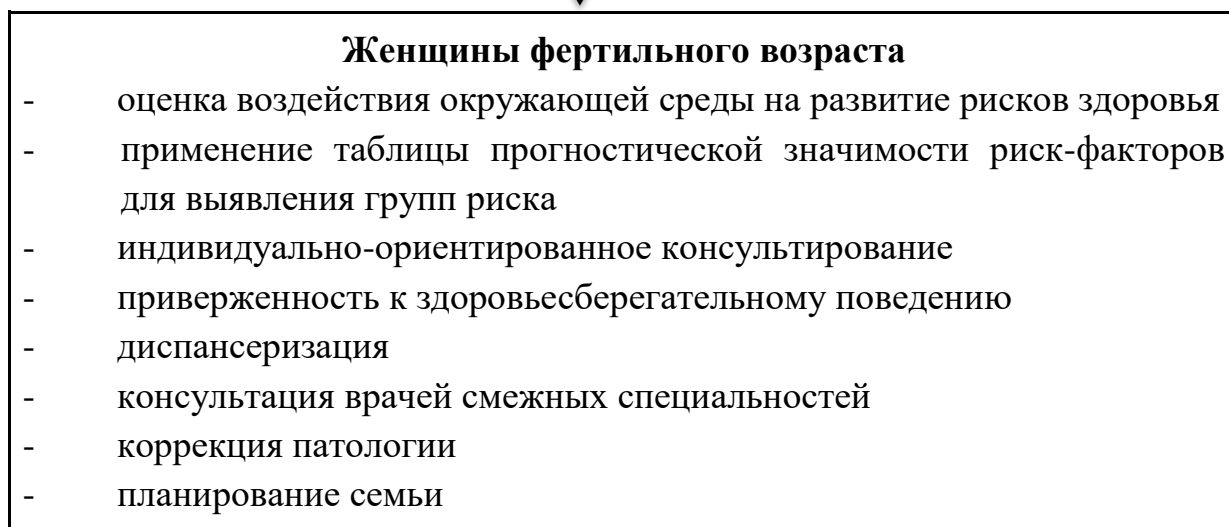 Женщины фертильного возраста
- оценка воздействия окружающей среды на развитие рисков здоровья
- применение таблицы прогностической значимости риск-факторов
для выявления групп риска
- индивидуально-ориентированное консультирование
- приверженность к здоровьесберегательному поведению
- диспансеризация
- консультация врачей смежных специальностей
- коррекция патологии
- планирование семьи